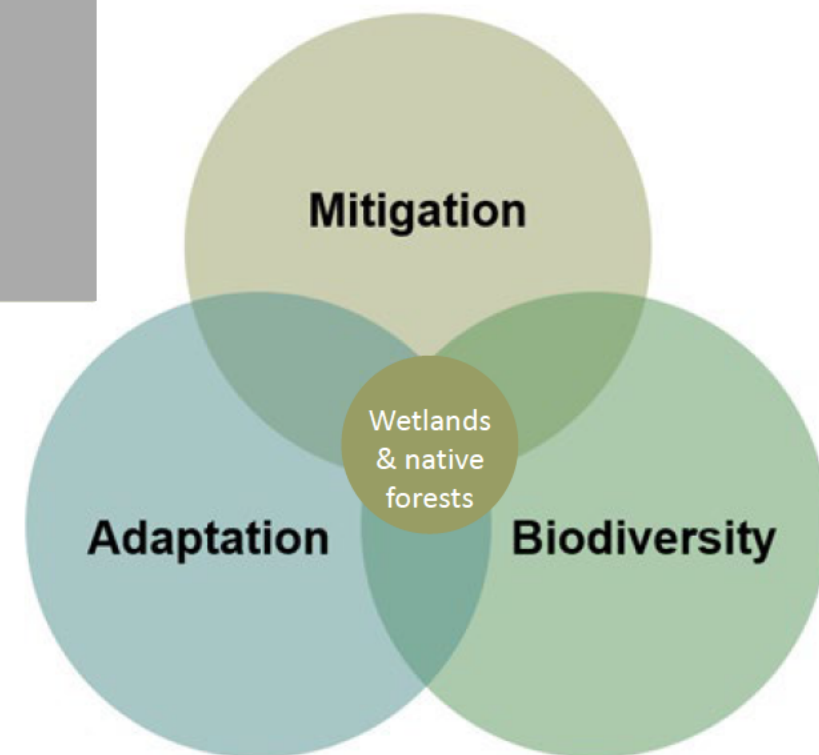 Mitigation
Wetlands
& native
forests
Adaptation
Biodiversity